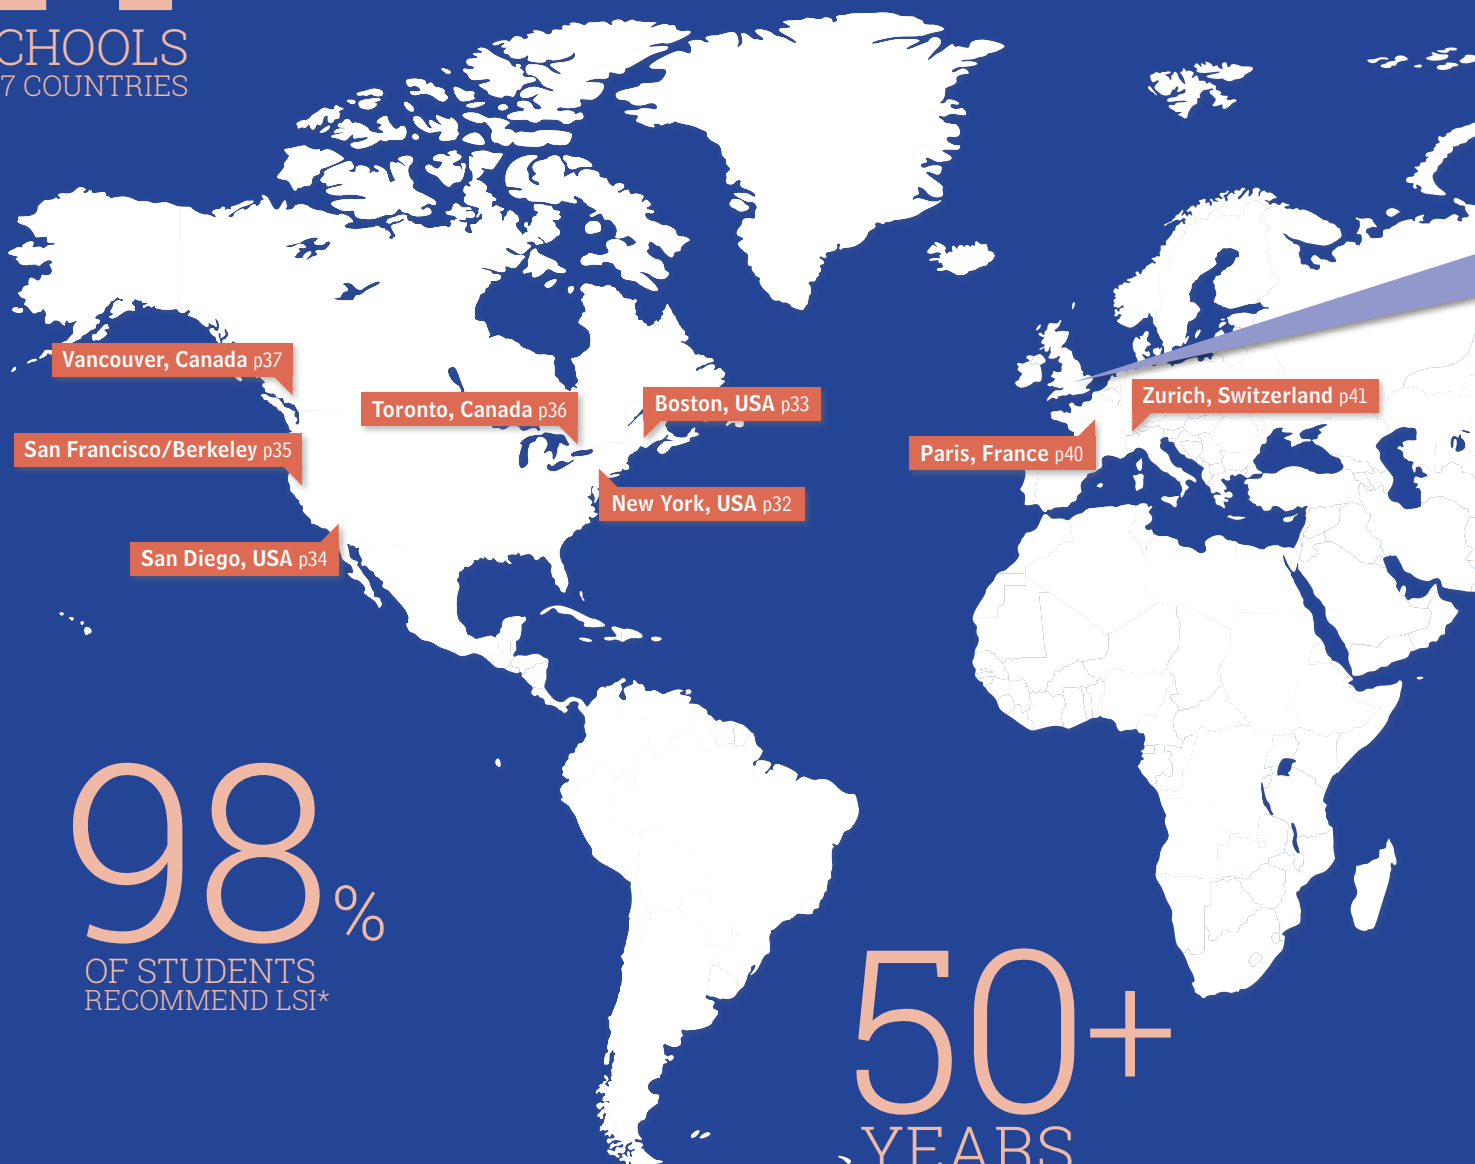 CHOOLS
7 COUNTRIES
Vancouver, Canada p37
Toronto, Canada p36
Boston, USA p33
Zurich, Switzerland p41
San Francisco/Berkeley p35
Paris, France p40
New York, USA p32
San Diego, USA p34
98%
OF STUDENTS
RECOMMEND LSI*
50+
YEARS